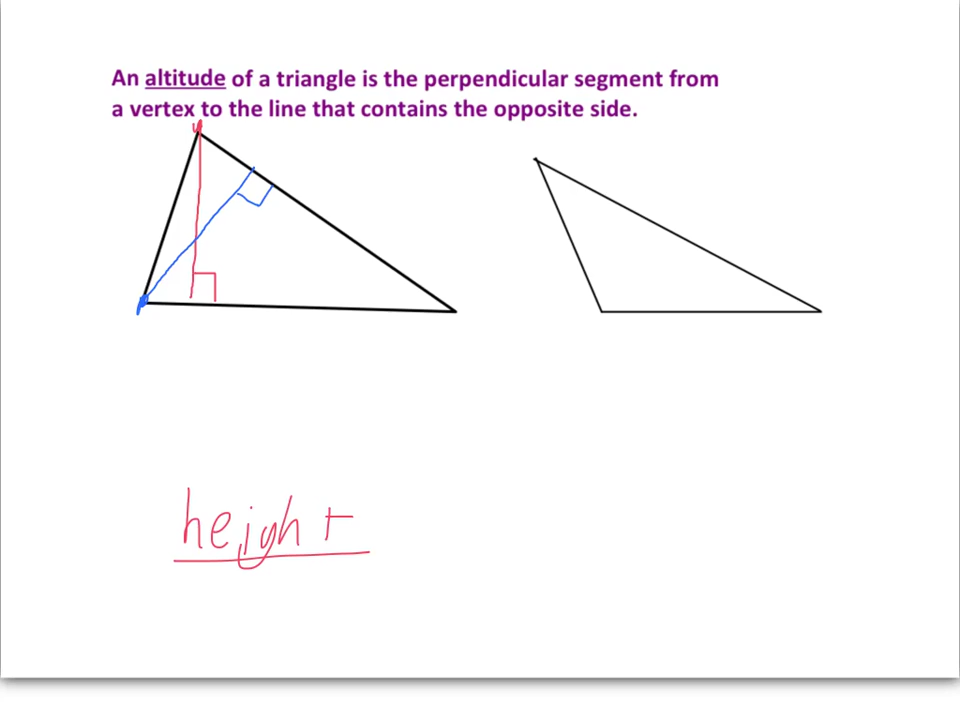 An altitude of a triangle is the perpendicular segment from
a vertex to the line that contains the opposite side.
height